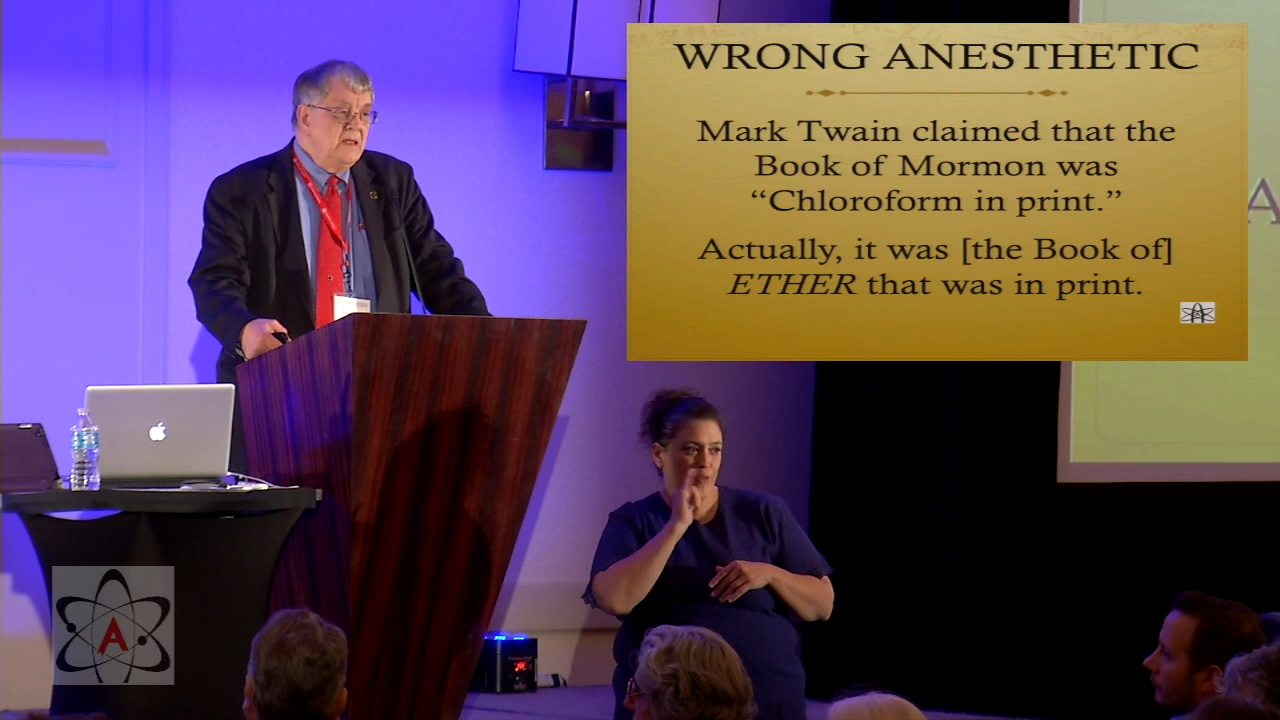 WRONG ANESTHETIC
Mark Twain claimed that the
Book of Mormon was
“Chloroform in print.”
Actually, it was [the Book of]
ETHER that was in print.
A
A